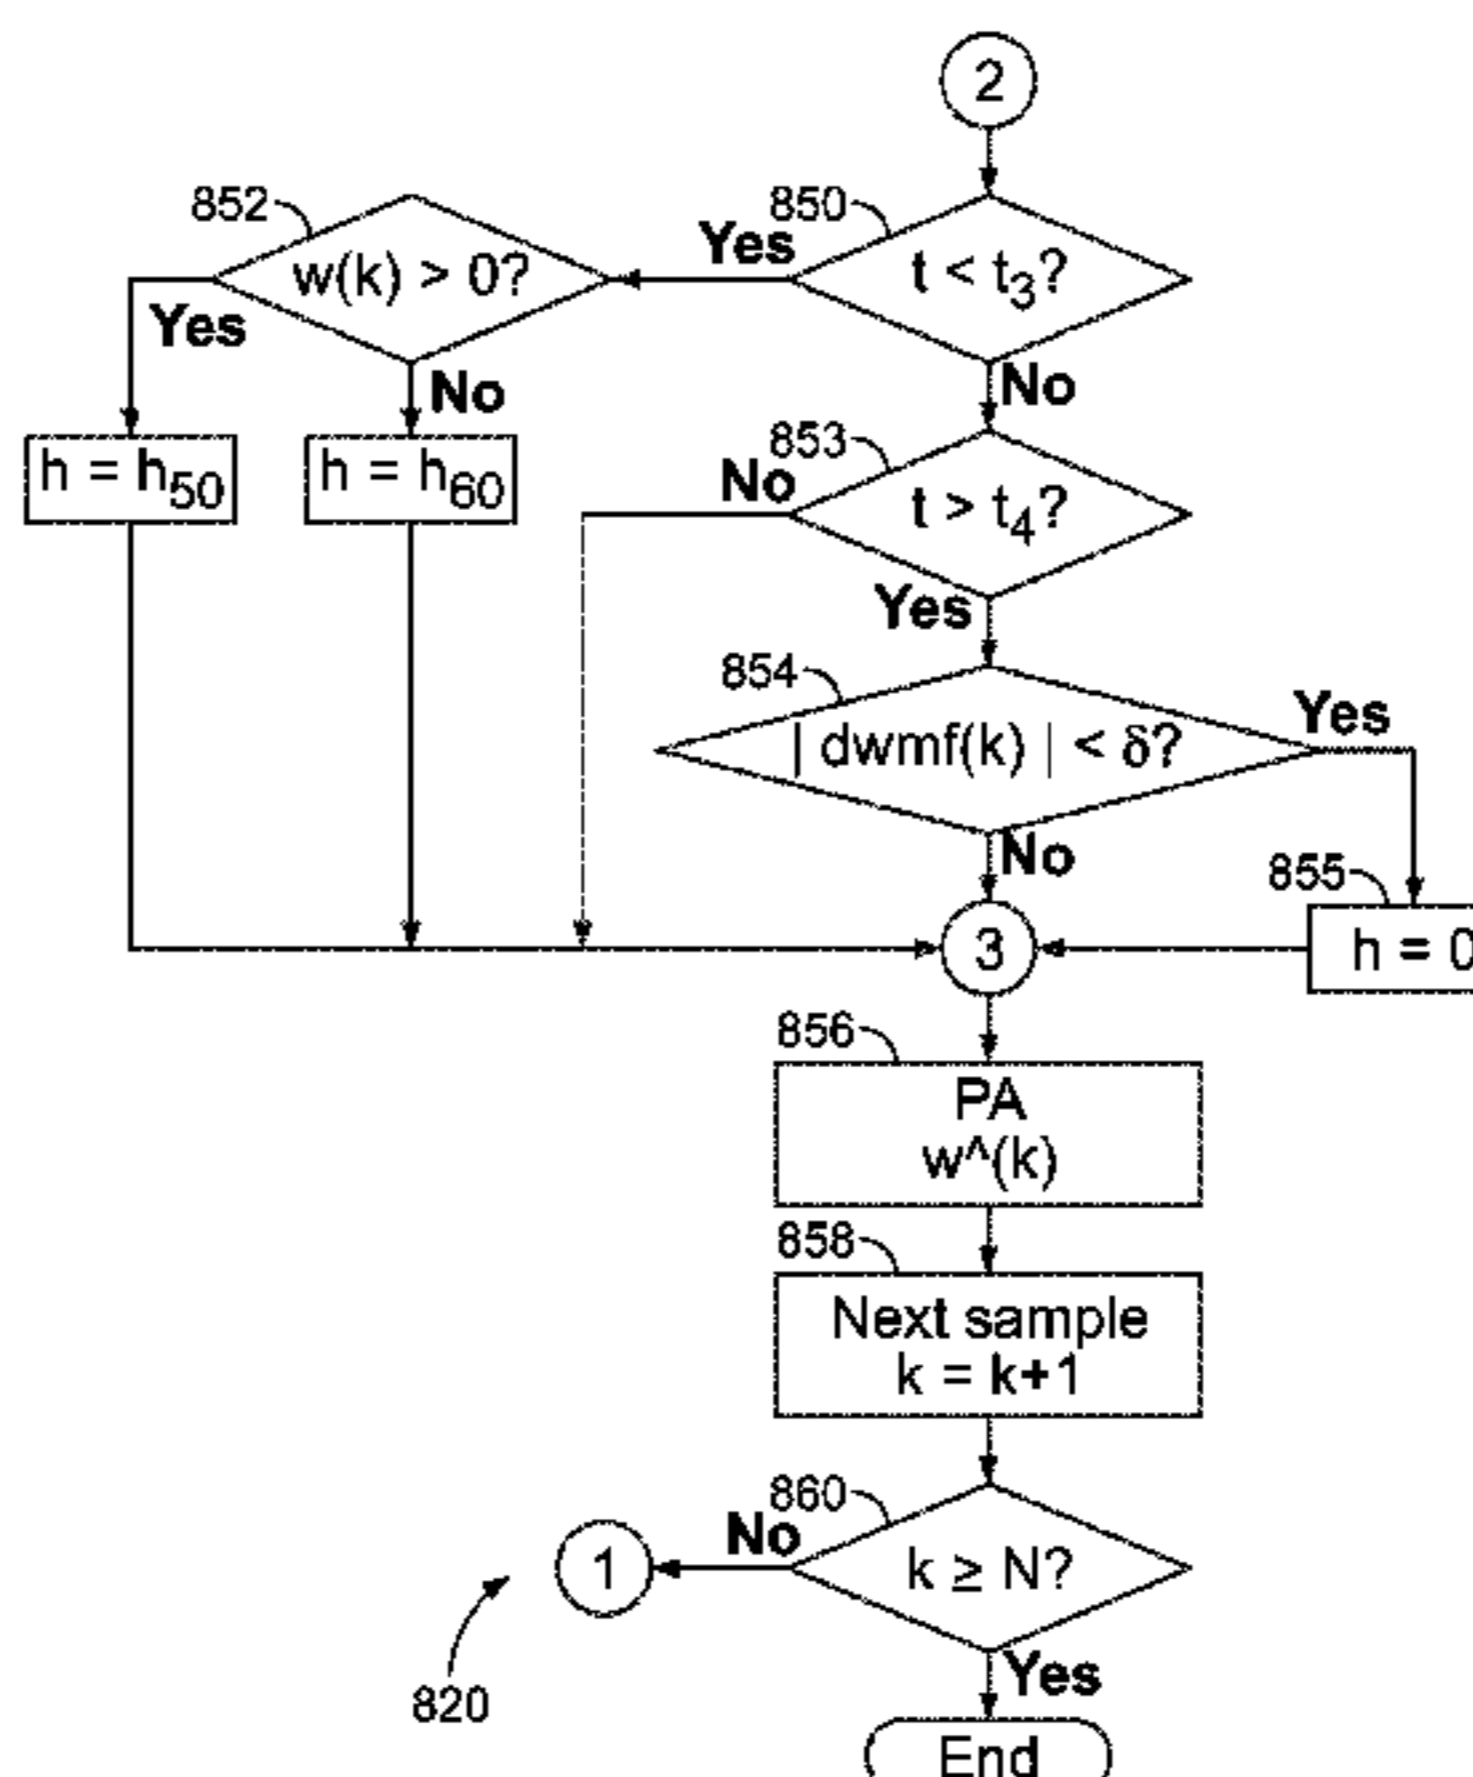 2
852
850
w(k) > 0?
Yes
t < t3?
Yes
No
No
853
h = h50
h = h60
No
t > t4?
Yes
854
| dwmf(k) | < δ?
Yes
No
855
3
h = 0
856
PA
w^(k)
858
Next sample
k = k+1
860
1
No
k ≥ N?
820
Yes
End